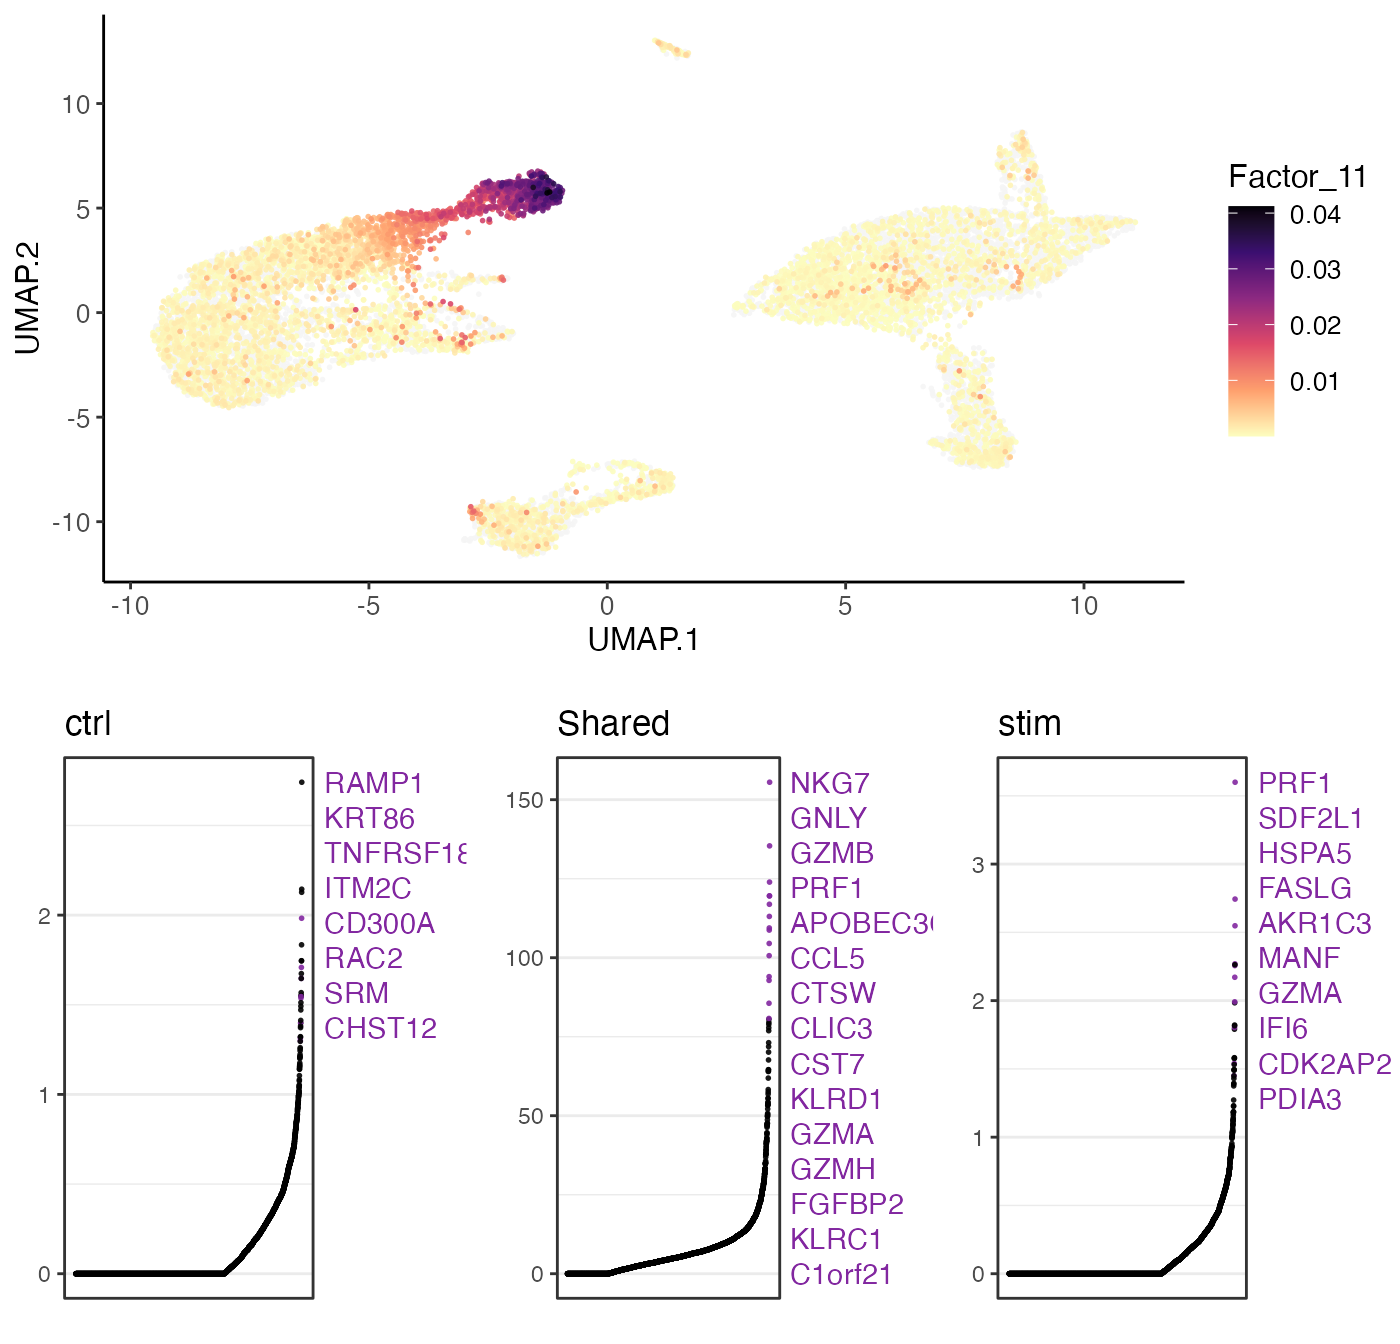 10
5
0
-5
-10
UMAP.2
-10
-5
0
5
10
UMAP.1
Factor_11
0.04
0.03
0.02
0.01
ctrl
2
1
0
RAMP1
KRT86
TNFRSF18
ITM2C
CD300A
RAC2
SRM
CHST12
Shared
150
100
50
0
NKG7
GNLY
GZMB
PRF1
APOBEC3
CCL5
CTSW
CLIC3
CST7
KLRD1
GZMA
GZMH
FGFBP2
KLRC1
C1orf21
stim
3
2
1
0
PRF1
SDF2L1
HSPA5
FASLG
AKR1C3
MANF
GZMA
IFI6
CDK2AP2
PDIA3